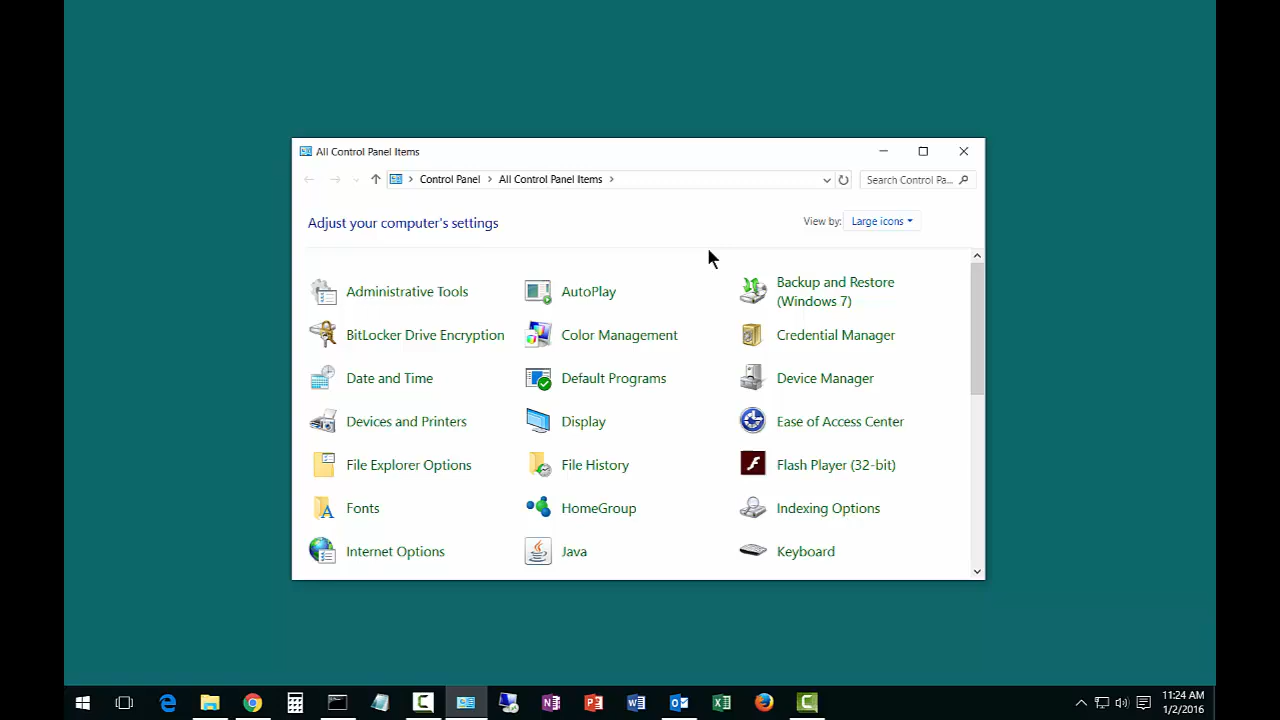 All Control Panel Items
Control Panel > All Control Panel Items >
Search Control Pa...
Adjust your computer's settings
View by: Large icons
Administrative Tools
AutoPlay
Backup and Restore
(Windows 7)
BitLocker Drive Encryption
Color Management
Credential Manager
Date and Time
Default Programs
Device Manager
Devices and Printers
Display
Ease of Access Center
File Explorer Options
File History
Flash Player (32-bit)
Fonts
HomeGroup
Indexing Options
Internet Options
Java
Keyboard
11:24 AM
1/2/2016